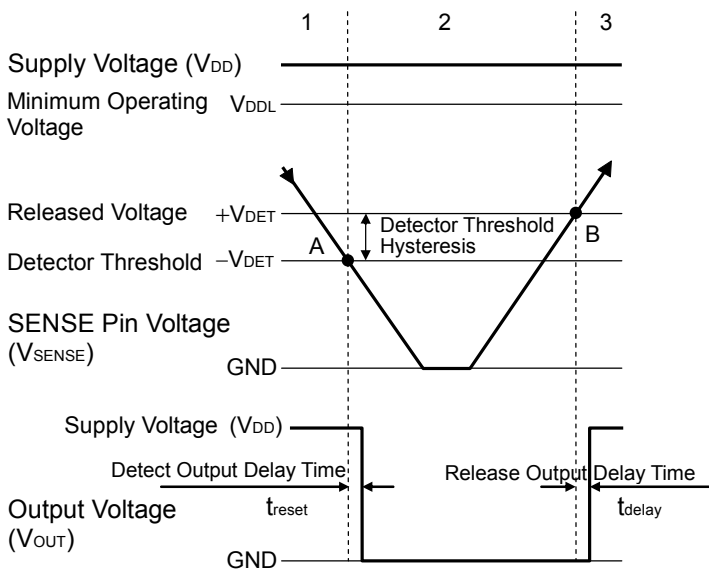 1 2 3
Supply Voltage (VDD)
Minimum Operating
Voltage
VDDL
Released Voltage +VDET
Detector Threshold
Hysteresis
A
B
Detector Threshold −VDET
SENSE Pin Voltage
(VSENSE)
GND
Supply Voltage (VDD)
Detect Output Delay Time
Release Output Delay Time
treset
tdelay
Output Voltage
(VOUT)
GND